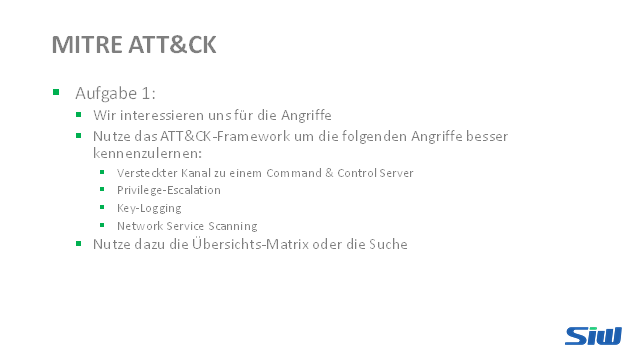 MITRE ATT&CK
Aufgabe 1:
Wir interessieren uns für die Angriffe
Nutze das ATT&CK-Framework um die folgenden Angriffe besser
kennenzulernen:
Versteckter Kanal zu einem Command & Control Server
Privilege-Escalation
Key-Logging
Network Service Scanning
Nutze dazu die Übersichts-Matrix oder die Suche
SiW